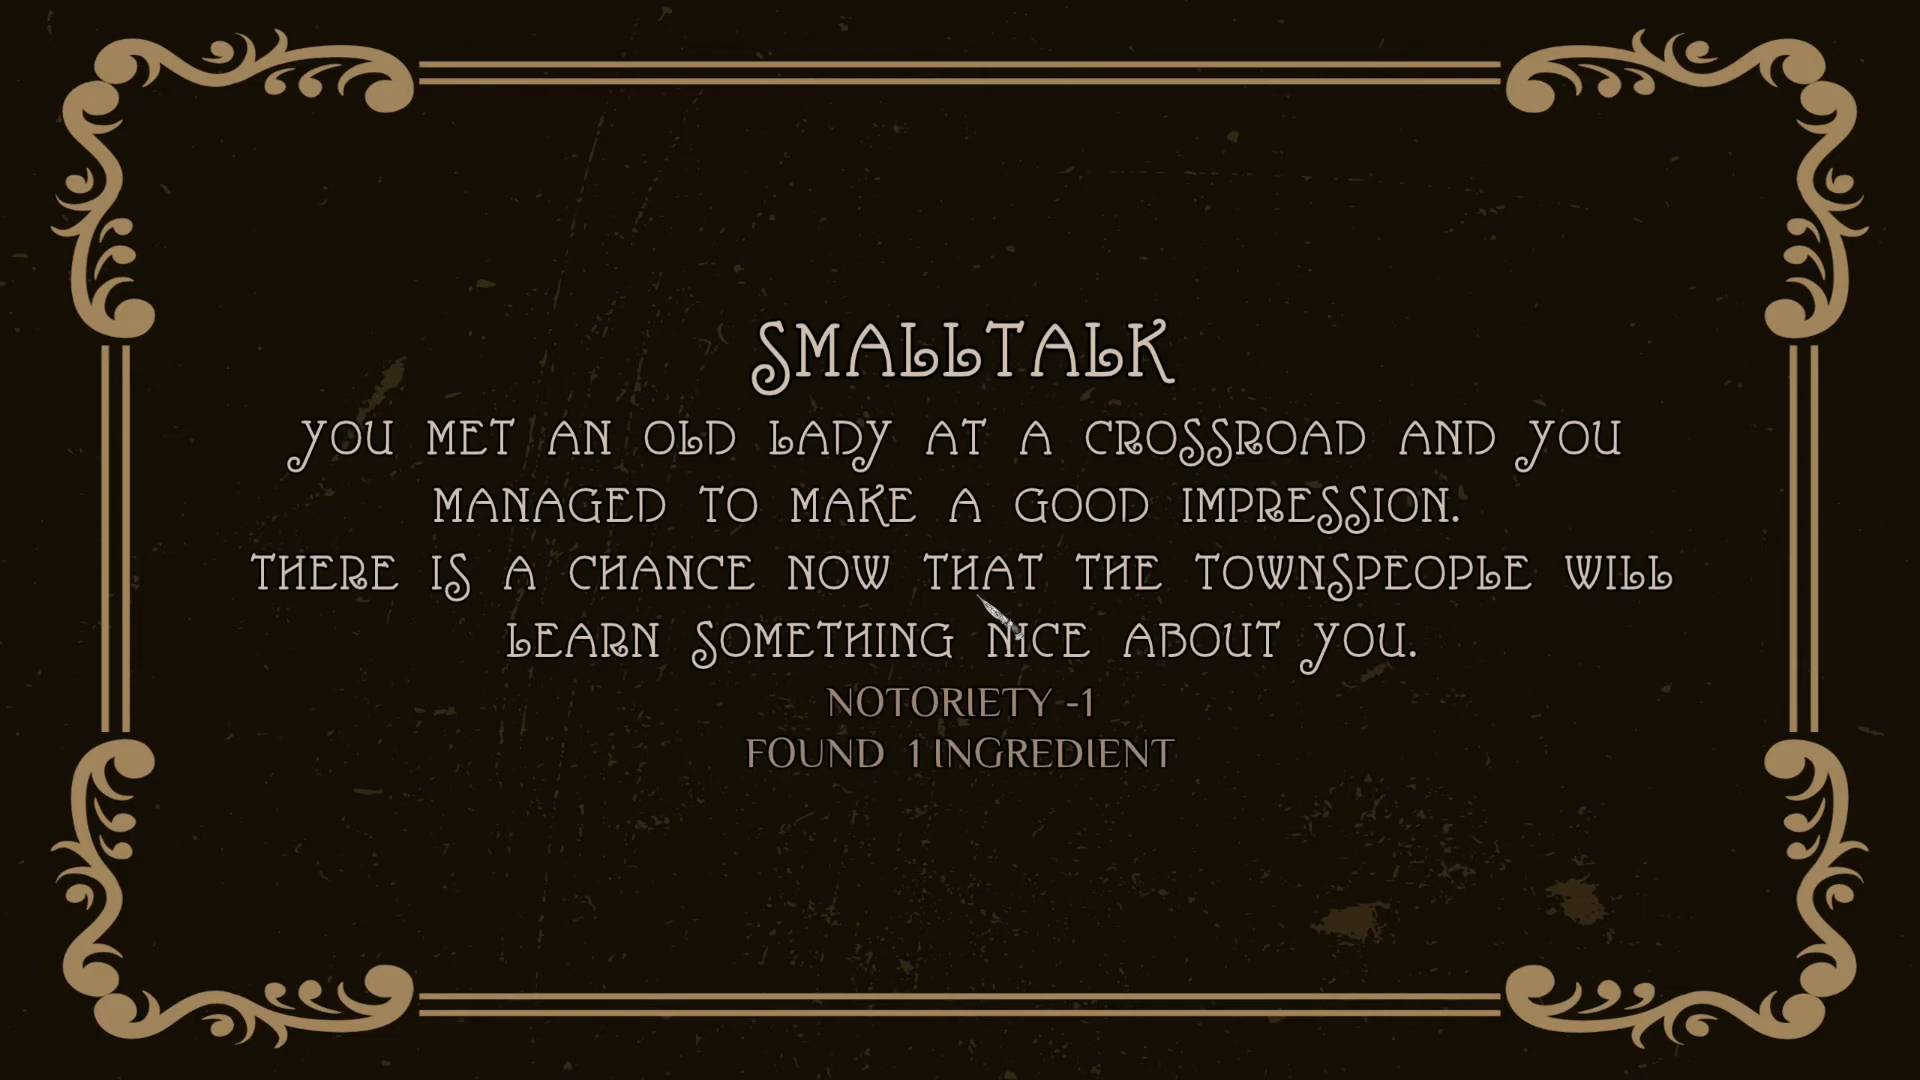 SMALLTALK
YOU MET AN OLD LADY AT A CROSSROAD AND YOU
MANAGED TO MAKE A GOOD IMPRESSION.
THERE IS A CHANCE NOW THAT THE TOWNSPEOPLE WILL
LEARN SOMETHING NICE ABOUT YOU.
NOTORIETY -1
FOUND 1 INGREDIENT